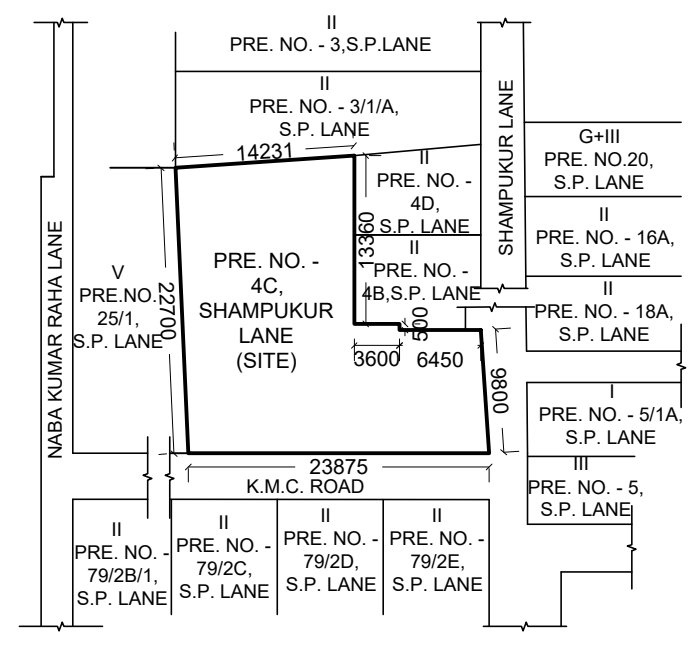 II
PRE. NO. - 3,S.P.LANE
II
PRE. NO. - 3/1/A,
S.P. LANE
SHAMPUKUR LANE
G+III
PRE. NO.20,
S.P. LANE
14231
II
PRE. NO. -
4D,
S.P. LANE
II
PRE. NO. - 16A,
S.P. LANE
13360
NABA KUMAR RAHA LANE
V
PRE.NO.
25/1,
S.P. LANE
22700
PRE. NO. -
4C,
SHAMPUKUR
LANE
(SITE)
II
PRE. NO. -
4B,S.P. LANE
II
PRE. NO. - 18A,
S.P. LANE
500
3600
6450
9800
I
PRE. NO. - 5/1A,
S.P. LANE
III
PRE. NO. - 5,
S.P. LANE
23875
K.M.C. ROAD
II
PRE. NO. -
79/2B/1,
S.P. LANE
II
PRE. NO. -
79/2C,
S.P. LANE
II
PRE. NO. -
79/2D,
S.P. LANE
II
PRE. NO. -
79/2E,
S.P. LANE